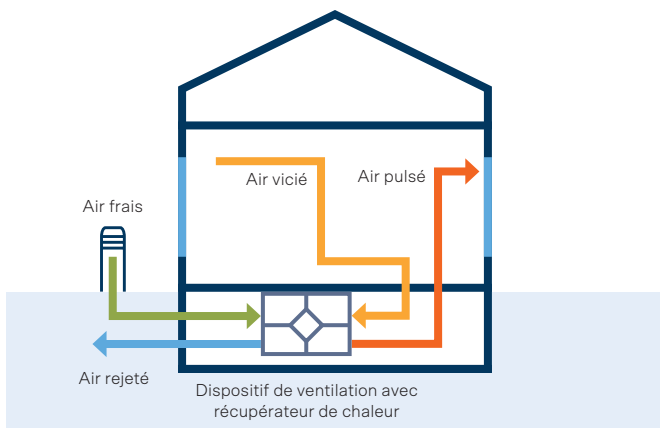 Air vicié
Air pulsé
Air frais
Air rejeté
Dispositif de ventilation avec
récupérateur de chaleur